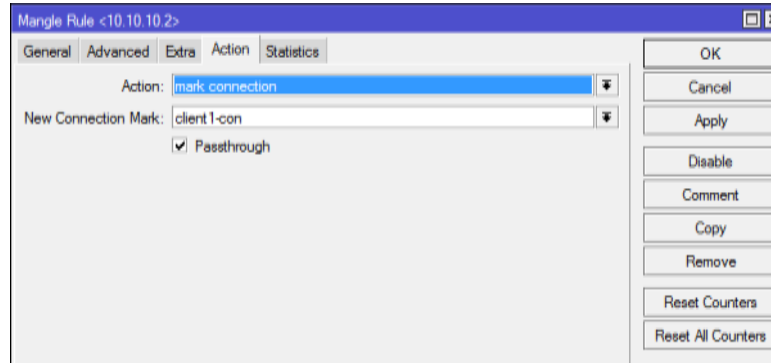 Mangle Rule <10.10.10.2>
General Advanced Extra Action Statistics
Action: mark connection
New Connection Mark: client1-con
Passthrough
OK
Cancel
Apply
Disable
Comment
Copy
Remove
Reset Counters
Reset All Counters